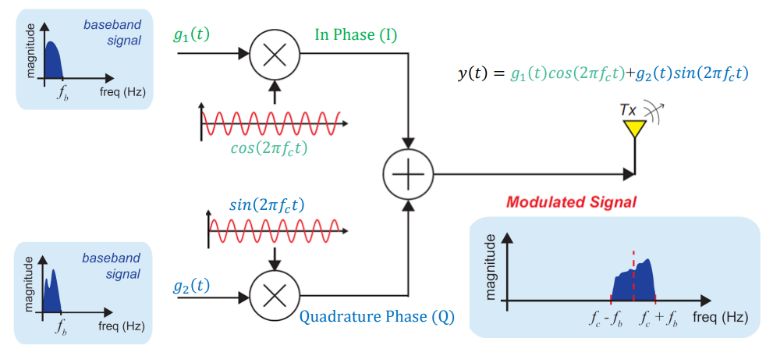 baseband
signal
magnitude
f_b
freq (Hz)
g₁(t)
In Phase (I)
cos(2πf_ct)
y(t) = g₁(t)cos(2πf_ct)+g₂(t)sin(2πf_ct)
Tx
sin(2πf_ct)
Modulated Signal
baseband
signal
magnitude
f_b
freq (Hz)
g₂(t)
Quadrature Phase (Q)
magnitude
f_c - f_b
f_c + f_b
freq (Hz)